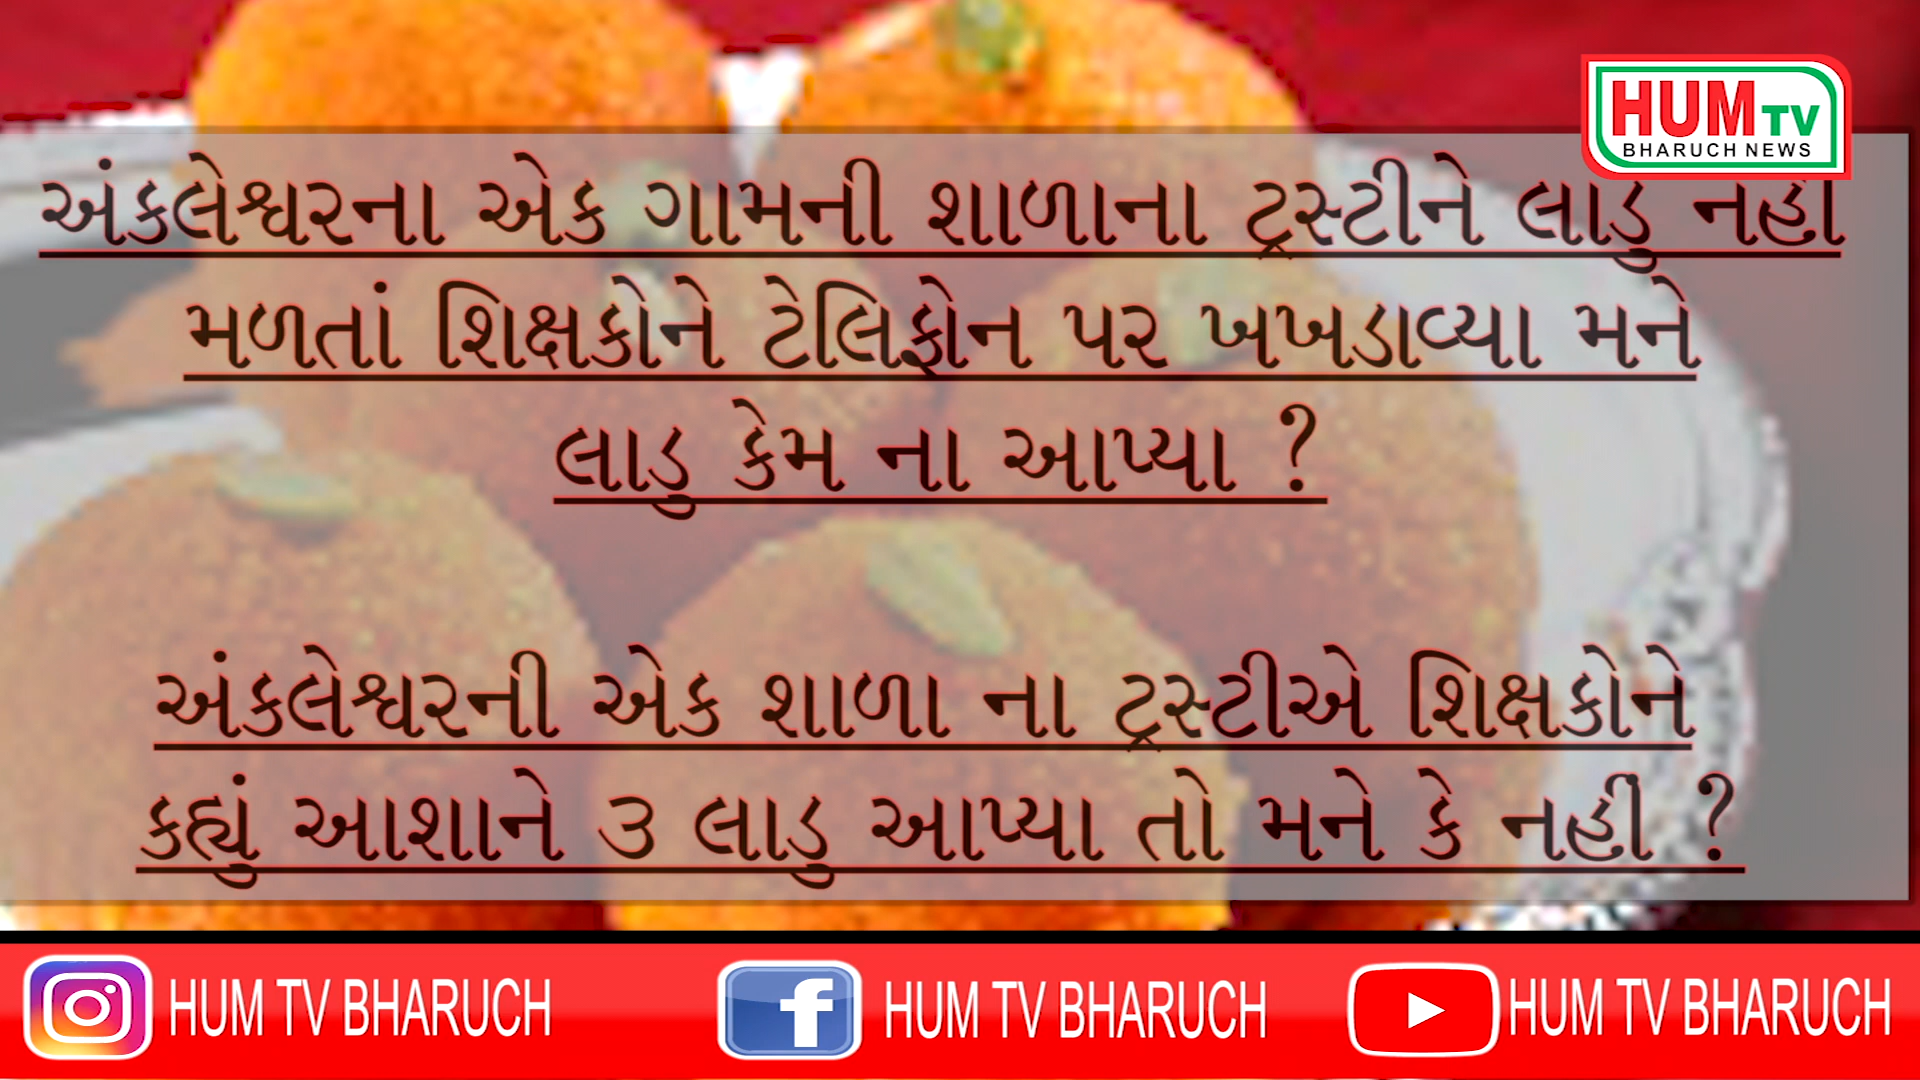 HUM TV
BHARUCH NEWS
અંકલેશ્વરના એક ગામની શાળાના ટ્રસ્ટીને લાડુ નહીં
મળતાં શિક્ષકોને ટેલિફોન પર ખખડાવ્યા મને
લાડુ કેમ ના આપ્યા ?
અંકલેશ્વરની એક શાળા ના ટ્રસ્ટીએ શિક્ષકોને
કહ્યું આશાને ૩ લાડુ આપ્યા તો મને કે નહીં ?
HUM TV BHARUCH
HUM TV BHARUCH
HUM TV BHARUCH